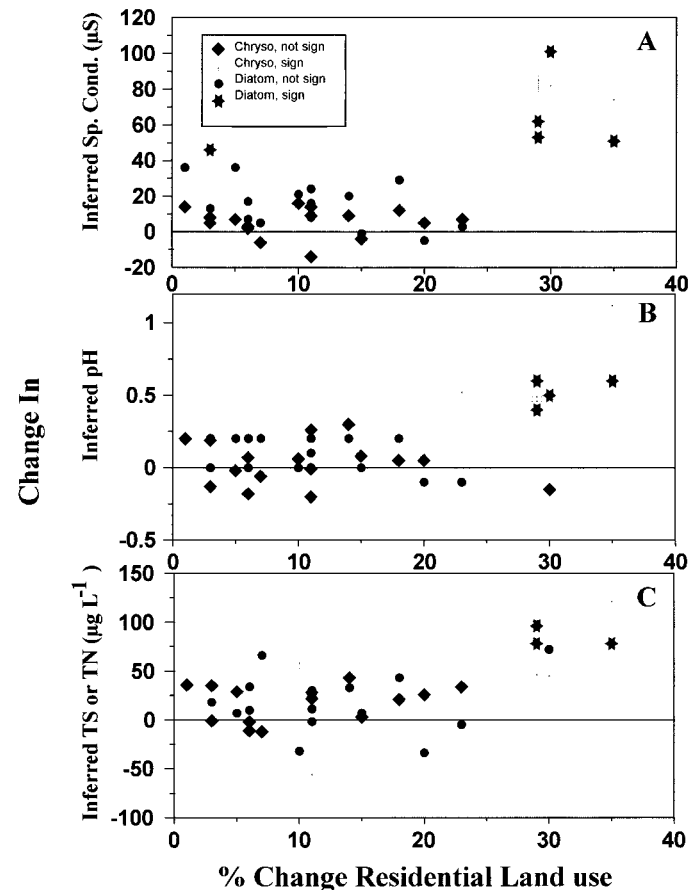 A
Chryso, not sign
Chryso, sign
Diatom, not sign
Diatom, sign
Inferred Sp. Cond. (µS)
120
100
80
60
40
20
0
-20
0 10 20 30 40
B
Inferred pH
1
0.5
0
-0.5
0 10 20 30 40
C
Inferred TS or TN (µg L⁻¹)
150
100
50
0
-50
-100
0 10 20 30 40
Change In
% Change Residential Land use